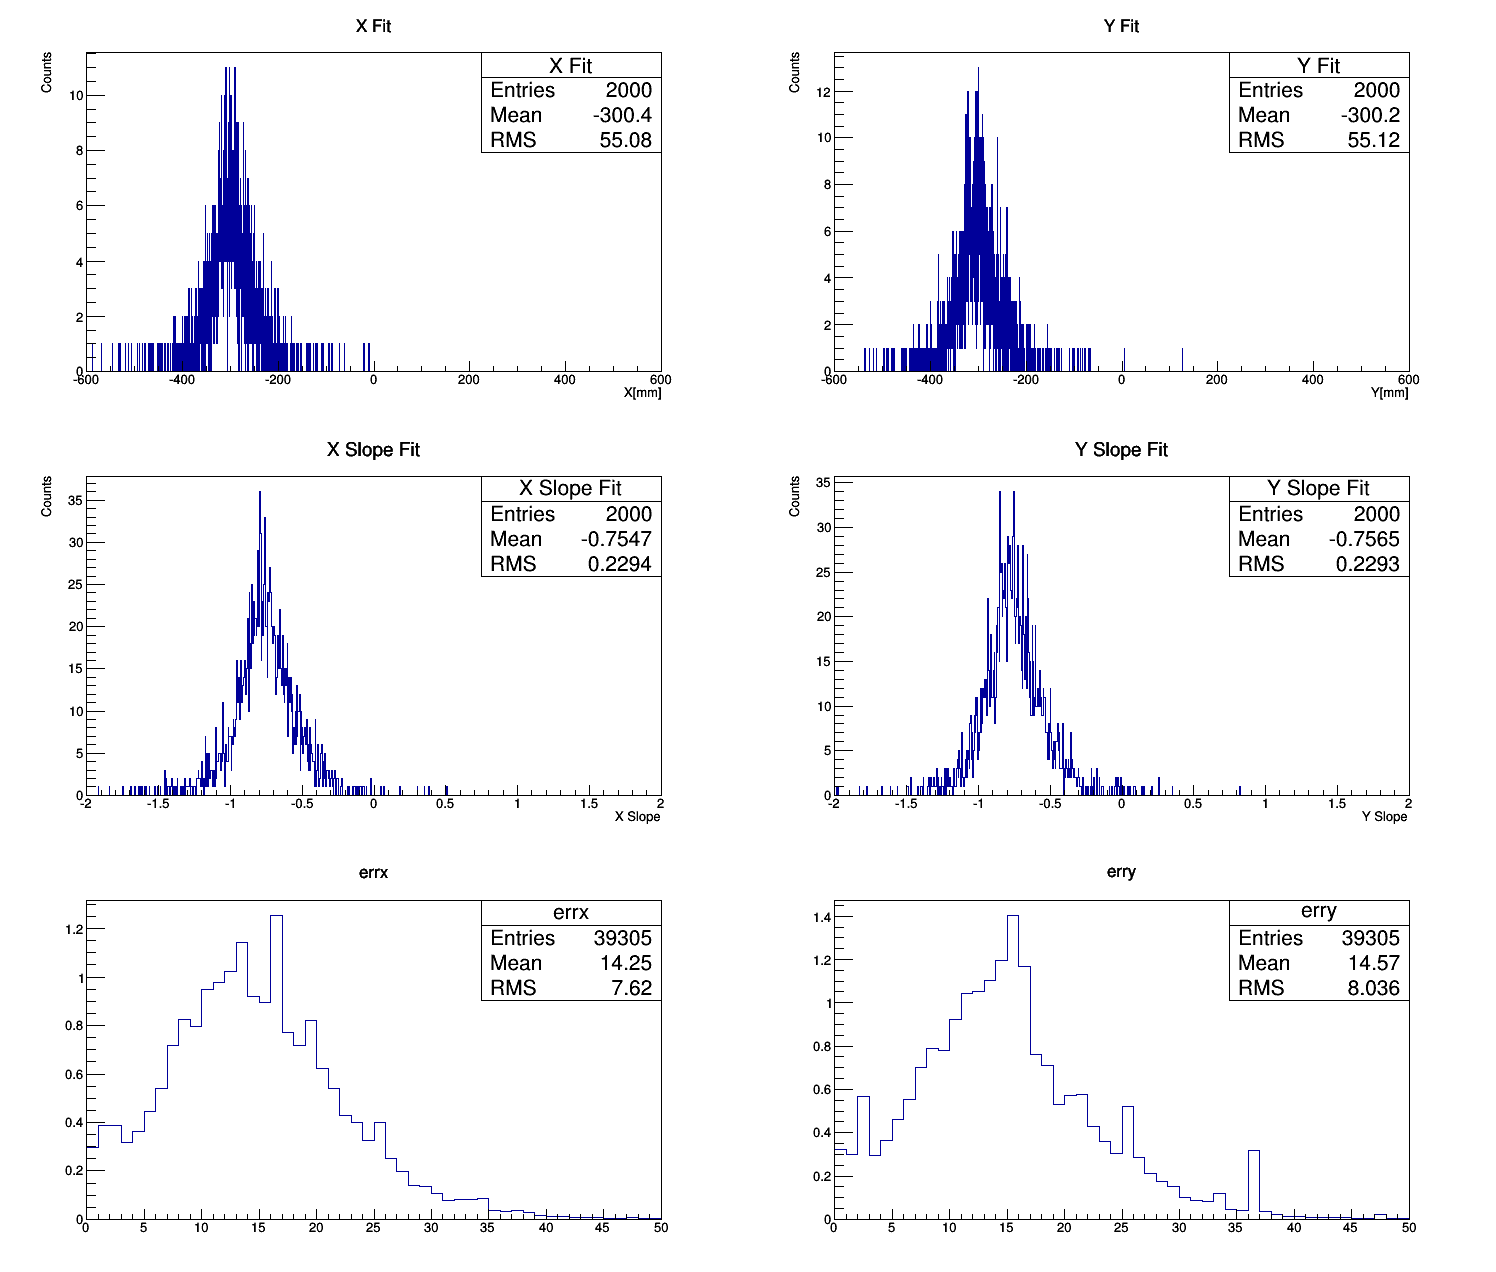 X Fit
Counts
X Fit
Entries 2000
Mean -300.4
RMS 55.08
10
8
6
4
2
0
-600 -400 -200 0 200 400 600
X[mm]
Y Fit
Counts
Y Fit
Entries 2000
Mean -300.2
RMS 55.12
12
10
8
6
4
2
0
-600 -400 -200 0 200 400 600
Y[mm]
X Slope Fit
Counts
X Slope Fit
Entries 2000
Mean -0.7547
RMS 0.2294
35
30
25
20
15
10
5
0
-2 -1.5 -1 -0.5 0 0.5 1 1.5 2
X Slope
Y Slope Fit
Counts
Y Slope Fit
Entries 2000
Mean -0.7565
RMS 0.2293
35
30
25
20
15
10
5
0
-2 -1.5 -1 -0.5 0 0.5 1 1.5 2
Y Slope
errx
errx
Entries 39305
Mean 14.25
RMS 7.62
1.2
1
0.8
0.6
0.4
0.2
0
0 5 10 15 20 25 30 35 40 45 50
erry
erry
Entries 39305
Mean 14.57
RMS 8.036
1.4
1.2
1
0.8
0.6
0.4
0.2
0
0 5 10 15 20 25 30 35 40 45 50